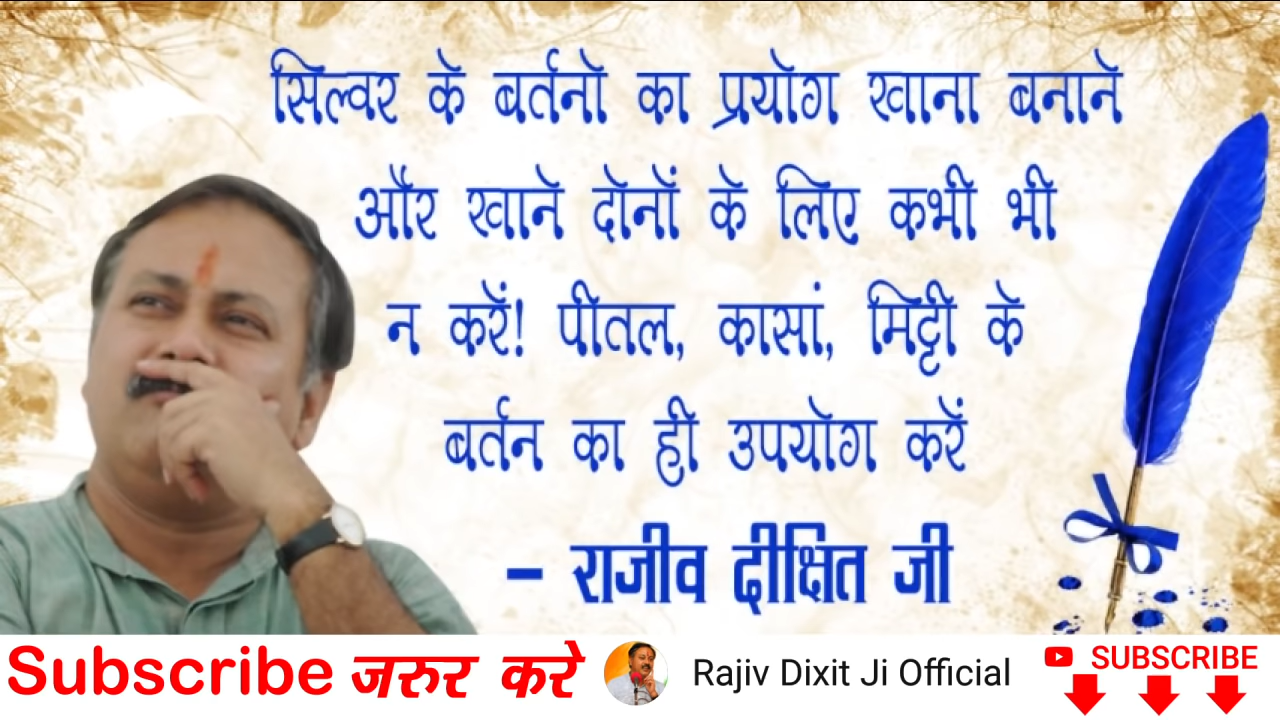 सिल्वर के बर्तनो का प्रयोग खाना बनाने
और खाने दोनों के लिए कभी भी
न करें! पीतल, कासां, मिट्टी के
बर्तन का ही उपयोग करें
– राजीव दीक्षित जी
Subscribe जरुर करे Rajiv Dixit Ji Official SUBSCRIBE